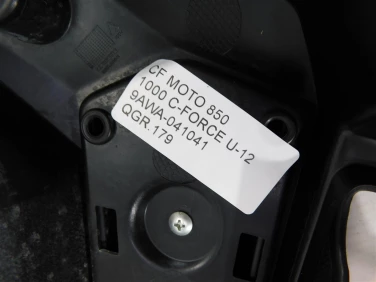 CF MOTO 850
1000 C-FORCE U-12
9AWA-041041
QGR.179